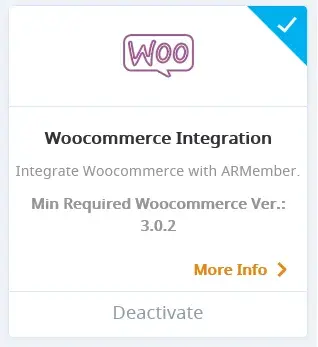 Woo
Woocommerce Integration
Integrate Woocommerce with ARMember.
Min Required Woocommerce Ver.:
3.0.2
More Info
Deactivate